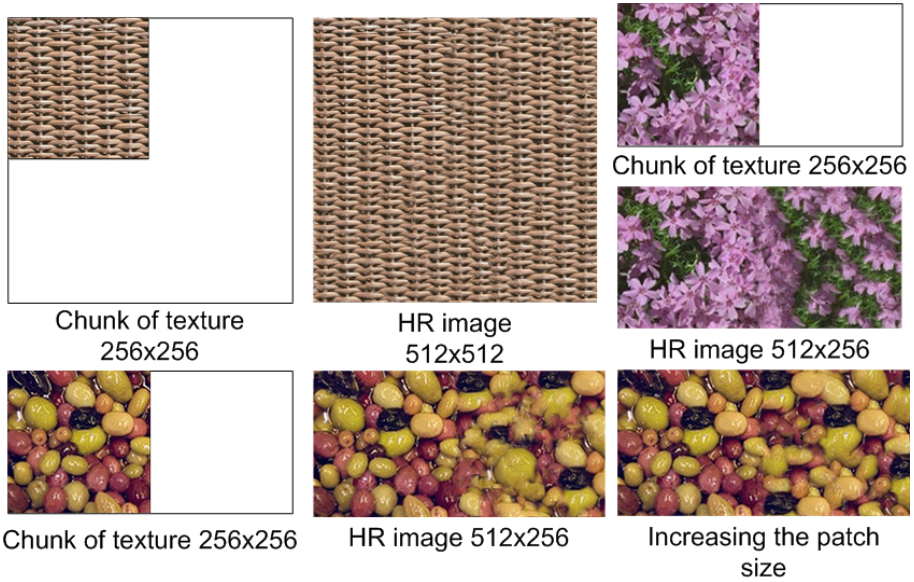 Chunk of texture 256x256
Chunk of texture
256x256
HR image
512x512
HR image 512x256
Chunk of texture 256x256
HR image 512x256
Increasing the patch
size